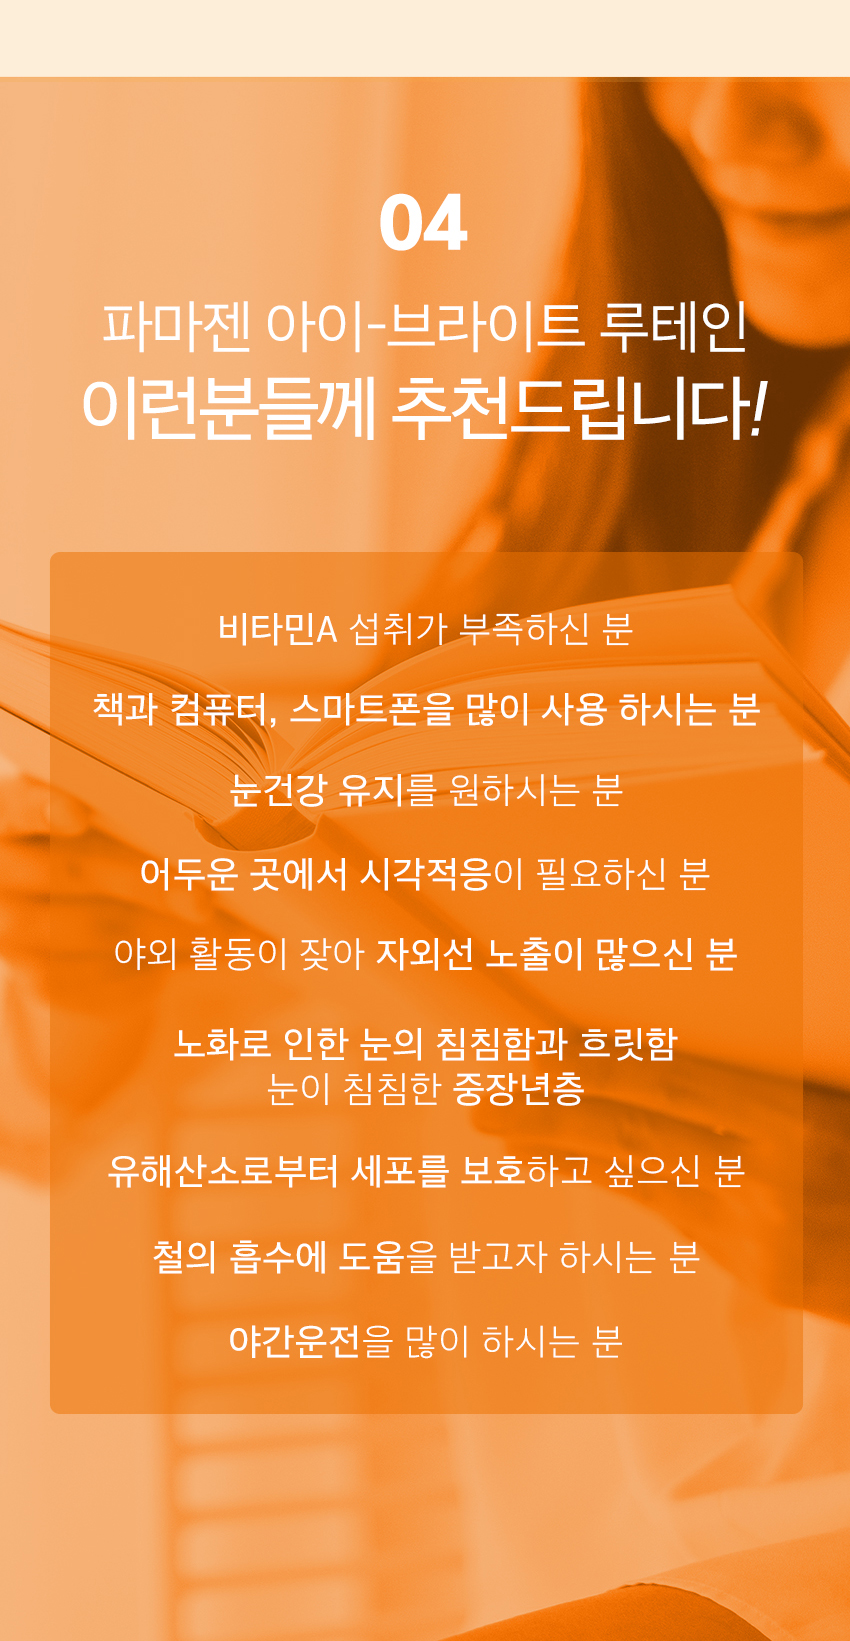 04
파마젠 아이-브라이트 루테인
이런분들께 추천드립니다!
비타민A 섭취가 부족하신 분
책과 컴퓨터, 스마트폰을 많이 사용 하시는 분
눈건강 유지를 원하시는 분
어두운 곳에서 시각적응이 필요하신 분
야외 활동이 잦아 자외선 노출이 많으신 분
노화로 인한 눈의 침침함과 흐릿함
눈이 침침한 중장년층
유해산소로부터 세포를 보호하고 싶으신 분
철의 흡수에 도움을 받고자 하시는 분
야간운전을 많이 하시는 분